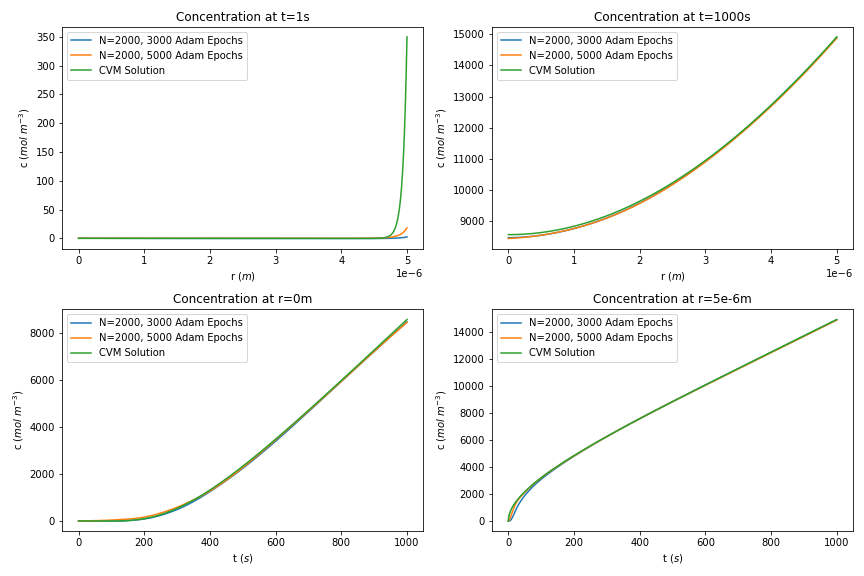 Concentration at t=1s
N=2000, 3000 Adam Epochs
N=2000, 5000 Adam Epochs
CVM Solution
350
300
250
200
150
100
50
0
c (mol m⁻³)
0 1 2 3 4 5
1e−6
r (m)
Concentration at t=1000s
N=2000, 3000 Adam Epochs
N=2000, 5000 Adam Epochs
CVM Solution
15000
14000
13000
12000
11000
10000
9000
c (mol m⁻³)
0 1 2 3 4 5
1e−6
r (m)
Concentration at r=0m
N=2000, 3000 Adam Epochs
N=2000, 5000 Adam Epochs
CVM Solution
8000
6000
4000
2000
0
c (mol m⁻³)
0 200 400 600 800 1000
t (s)
Concentration at r=5e-6m
N=2000, 3000 Adam Epochs
N=2000, 5000 Adam Epochs
CVM Solution
14000
12000
10000
8000
6000
4000
2000
0
c (mol m⁻³)
0 200 400 600 800 1000
t (s)